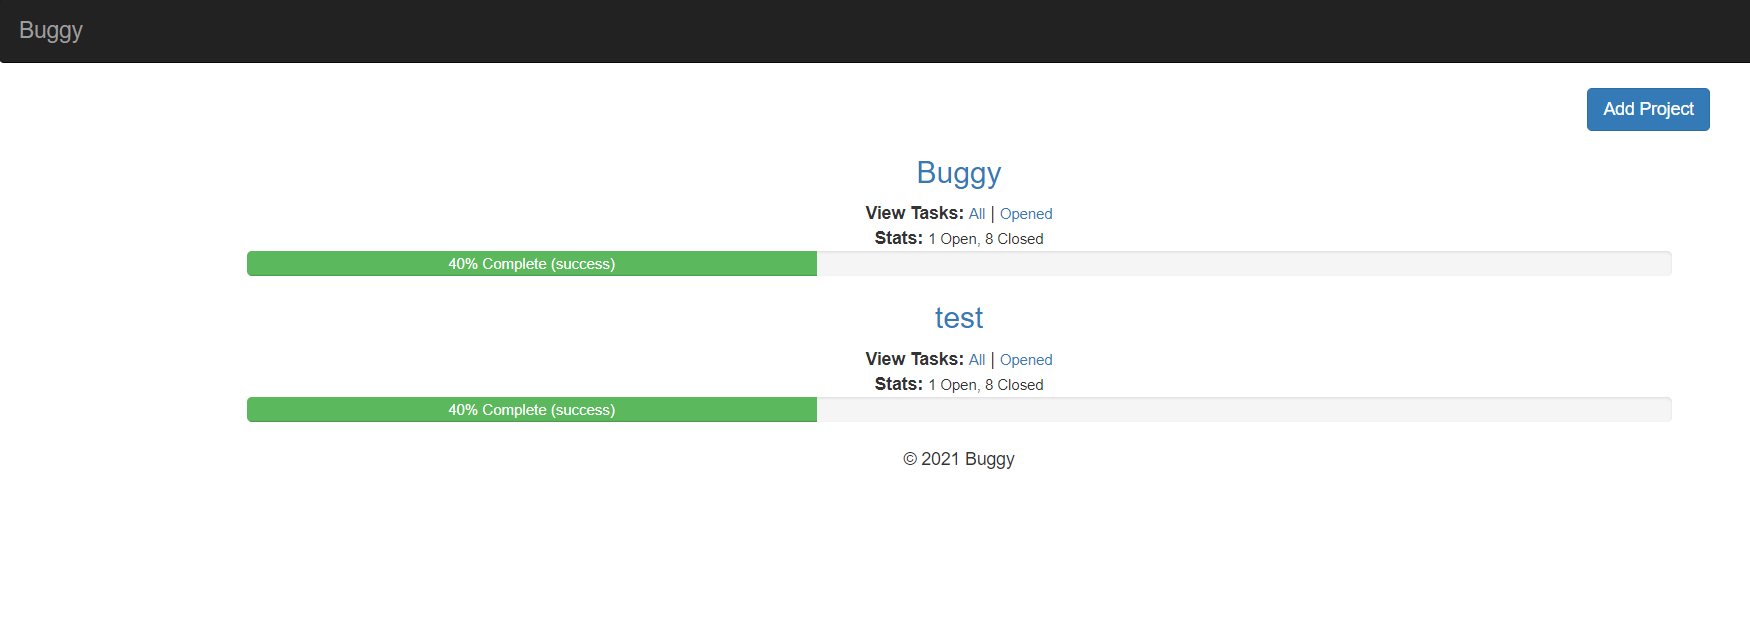 Buggy
Add Project
Buggy
View Tasks: All | Opened
Stats: 1 Open, 8 Closed
40% Complete (success)
test
View Tasks: All | Opened
Stats: 1 Open, 8 Closed
40% Complete (success)
© 2021 Buggy